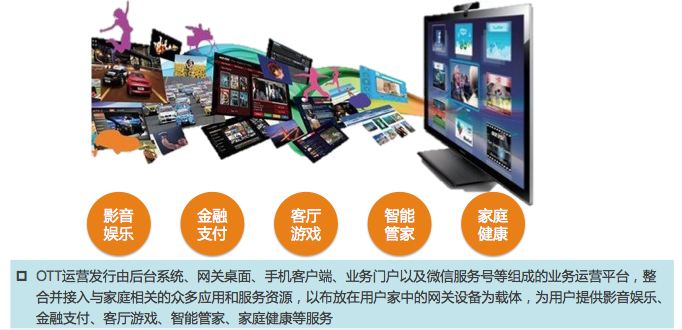 影音
娱乐
金融
支付
客厅
游戏
智能
管家
家庭
健康
OTT运营发行由后台系统、网关桌面、手机客户端、业务门户以及微信服务号等组成的业务运营平台，整
合并接入与家庭相关的众多应用和服务资源，以布放在用户家中的网关设备为载体，为用户提供影音娱乐、
金融支付、客厅游戏、智能管家、家庭健康等服务